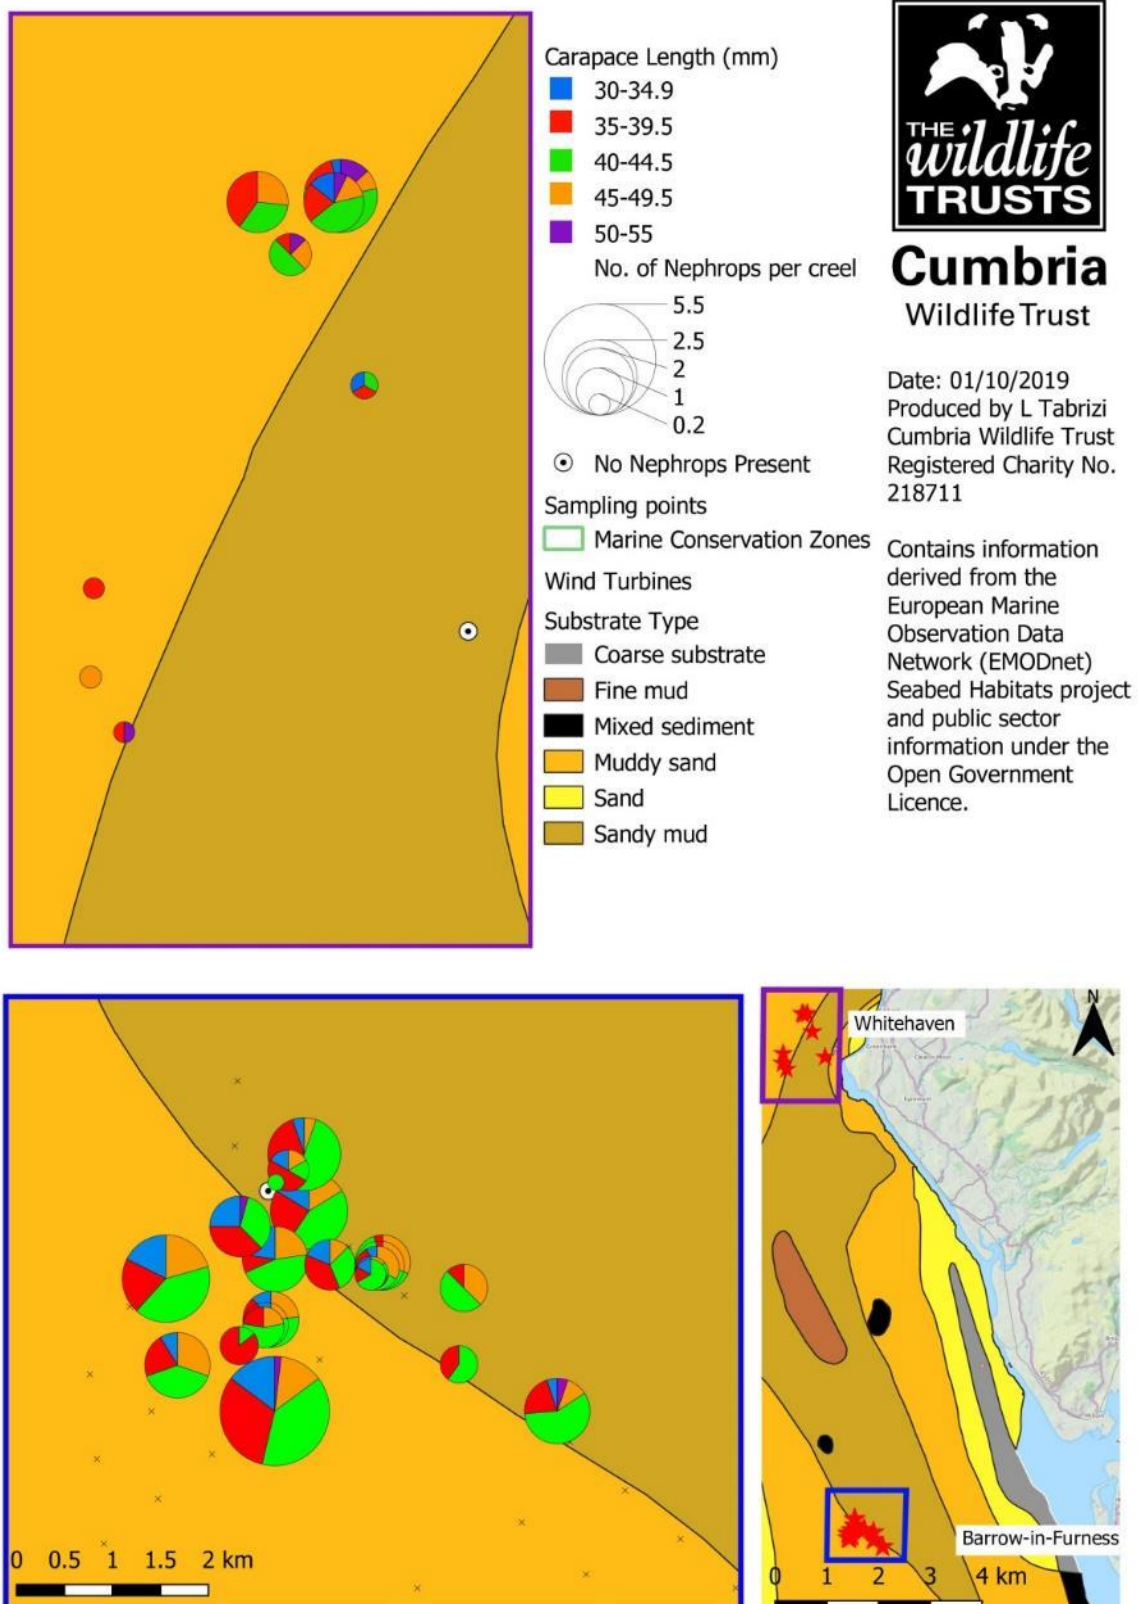 Carapace Length (mm)
30-34.9
35-39.5
40-44.5
45-49.5
50-55
No. of Nephrops per creel
5.5
2.5
2
1
0.2
No Nephrops Present
Sampling points
Marine Conservation Zones
Wind Turbines
Substrate Type
Coarse substrate
Fine mud
Mixed sediment
Muddy sand
Sand
Sandy mud
THE
wildlife
TRUSTS
Cumbria
Wildlife Trust
Date: 01/10/2019
Produced by L Tabrizi
Cumbria Wildlife Trust
Registered Charity No.
218711
Contains information
derived from the
European Marine
Observation Data
Network (EMODnet)
Seabed Habitats project
and public sector
information under the
Open Government
Licence.
0 0.5 1 1.5 2 km
N
Whitehaven
Egremont
Barrow-in-Furness
0 1 2 3 4 km